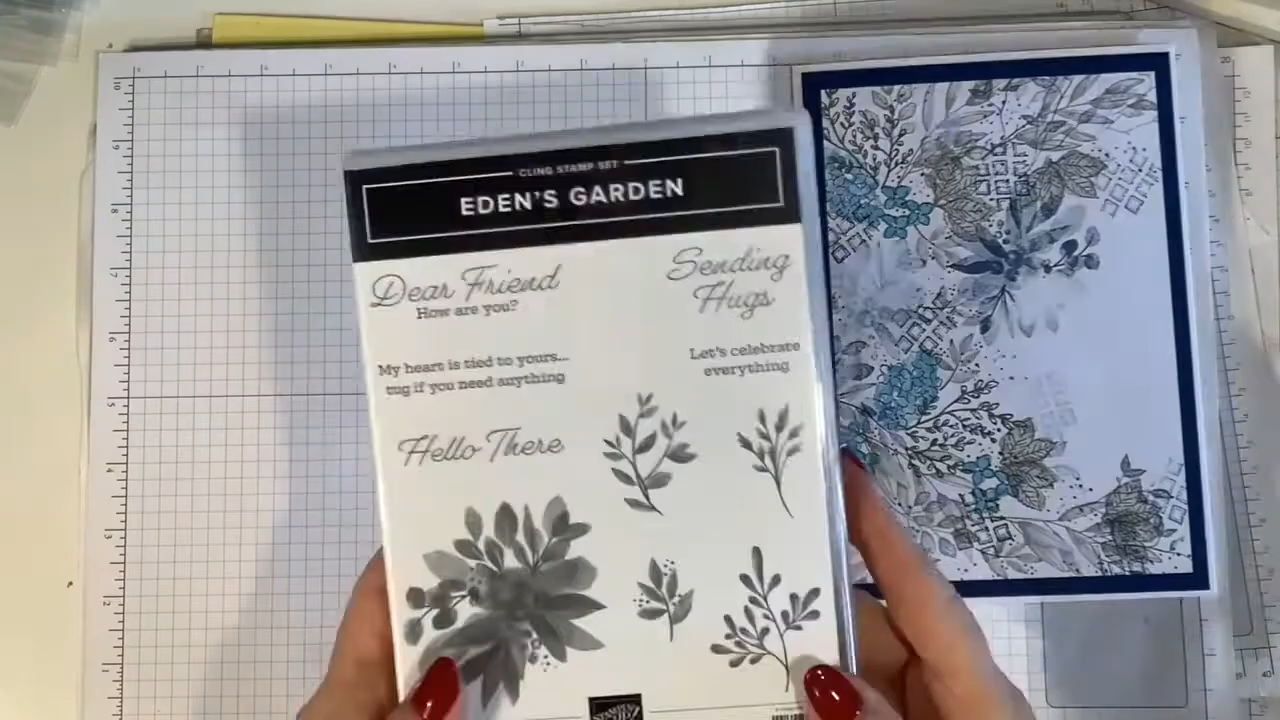 CLING STAMP SET
EDEN'S GARDEN
Dear Friend
How are you?
Sending
Hugs
My heart is tied to yours...
tug if you need anything
Let's celebrate
everything
Hello There